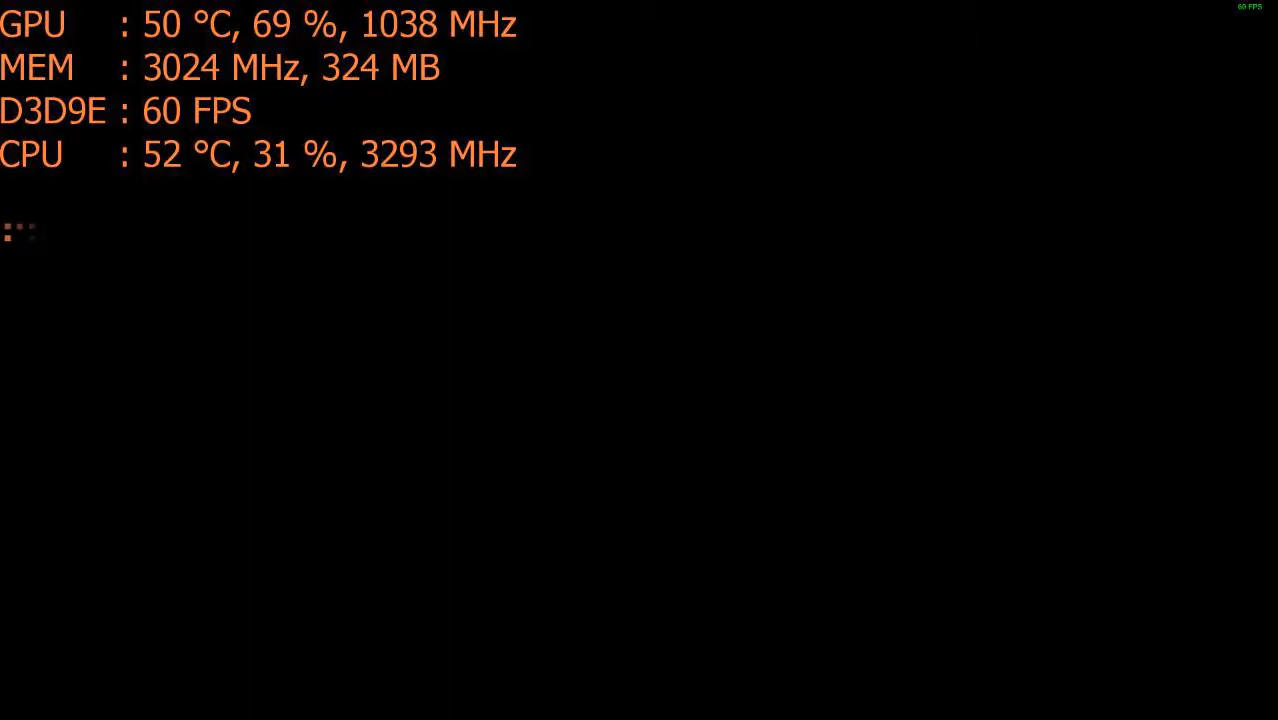 GPU : 50 °C, 69 %, 1038 MHz
MEM : 3024 MHz, 324 MB
D3D9E : 60 FPS
CPU : 52 °C, 31 %, 3293 MHz
60 FPS